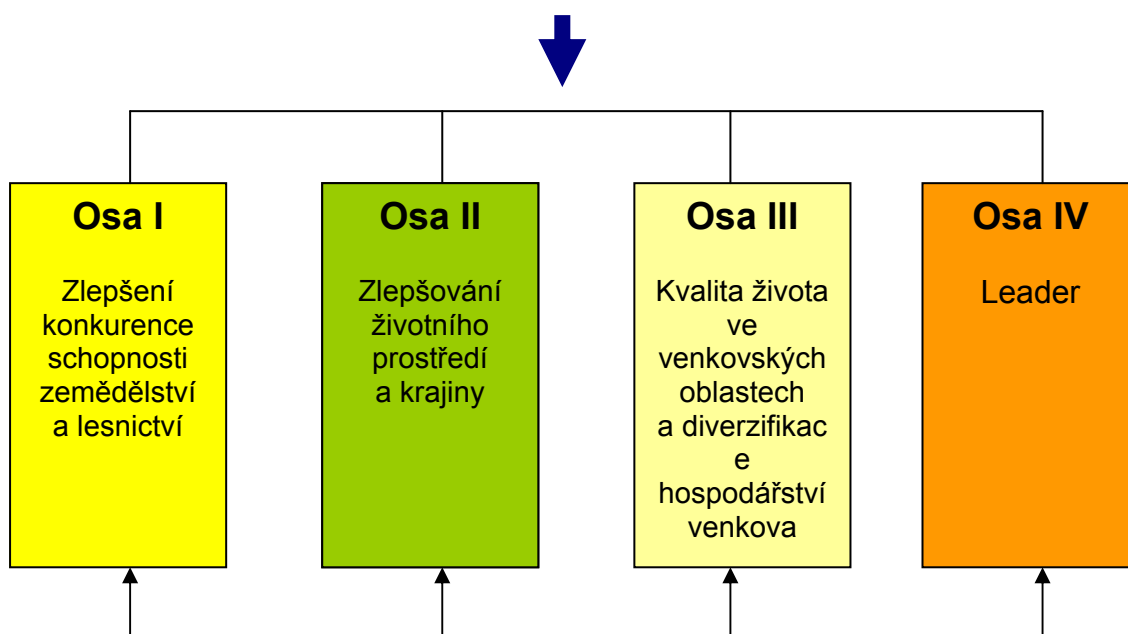 Osa I
Zlepšení
konkurence
schopnosti
zemědělství
a lesnictví
Osa II
Zlepšování
životního
prostředí
a krajiny
Osa III
Kvalita života
ve
venkovských
oblastech
a diverzifikac
e
hospodářství
venkova
Osa IV
Leader